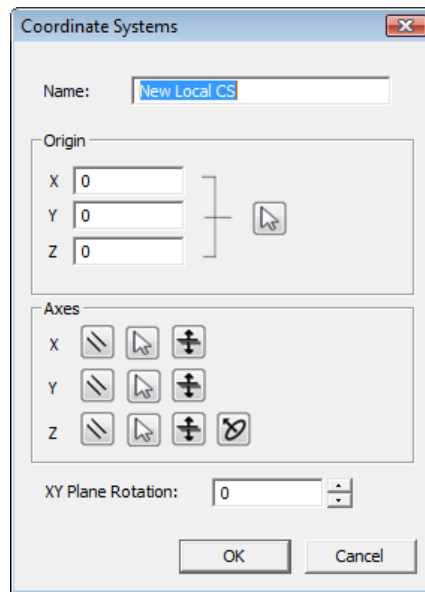 Coordinate Systems
Name: New Local CS
Origin
X 0
Y 0
Z 0
Axes
X
Y
Z
XY Plane Rotation: 0
OK Cancel